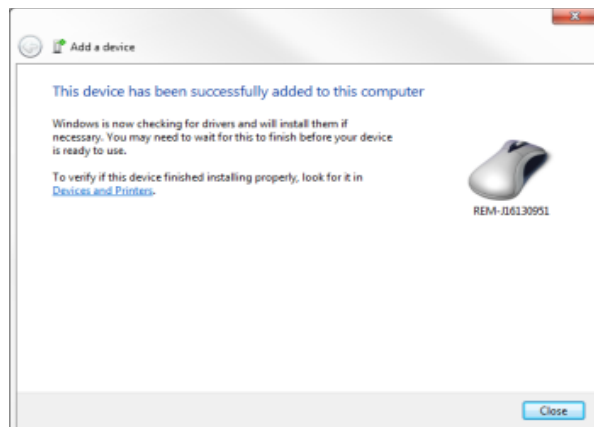 Add a device
This device has been successfully added to this computer
Windows is now checking for drivers and will install them if
necessary. You may need to wait for this to finish before your device
is ready to use.
To verify if this device finished installing properly, look for it in
Devices and Printers.
REM-J16130951
Close